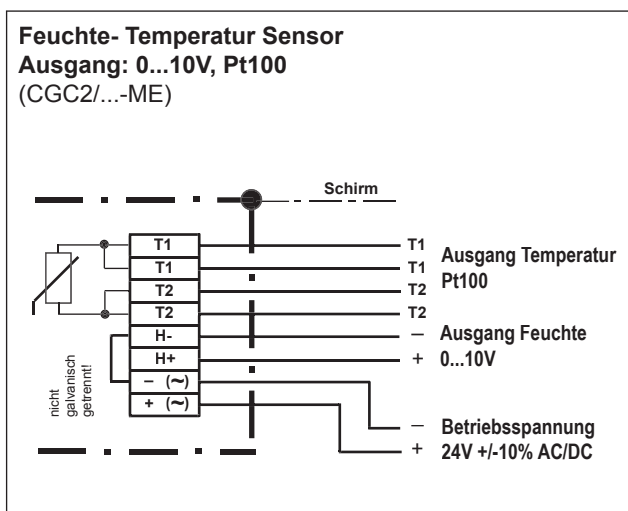 Feuchte- Temperatur Sensor
Ausgang: 0...10V, Pt100
(CGC2/...-ME)
Schirm
T1 T1
T1 T1
T2 T2
T2 T2
Ausgang Temperatur
Pt100
H- –
H+ +
Ausgang Feuchte
0...10V
– (~)
+ (~)
nicht
galvanisch
getrennt!
– Betriebsspannung
+ 24V +/-10% AC/DC